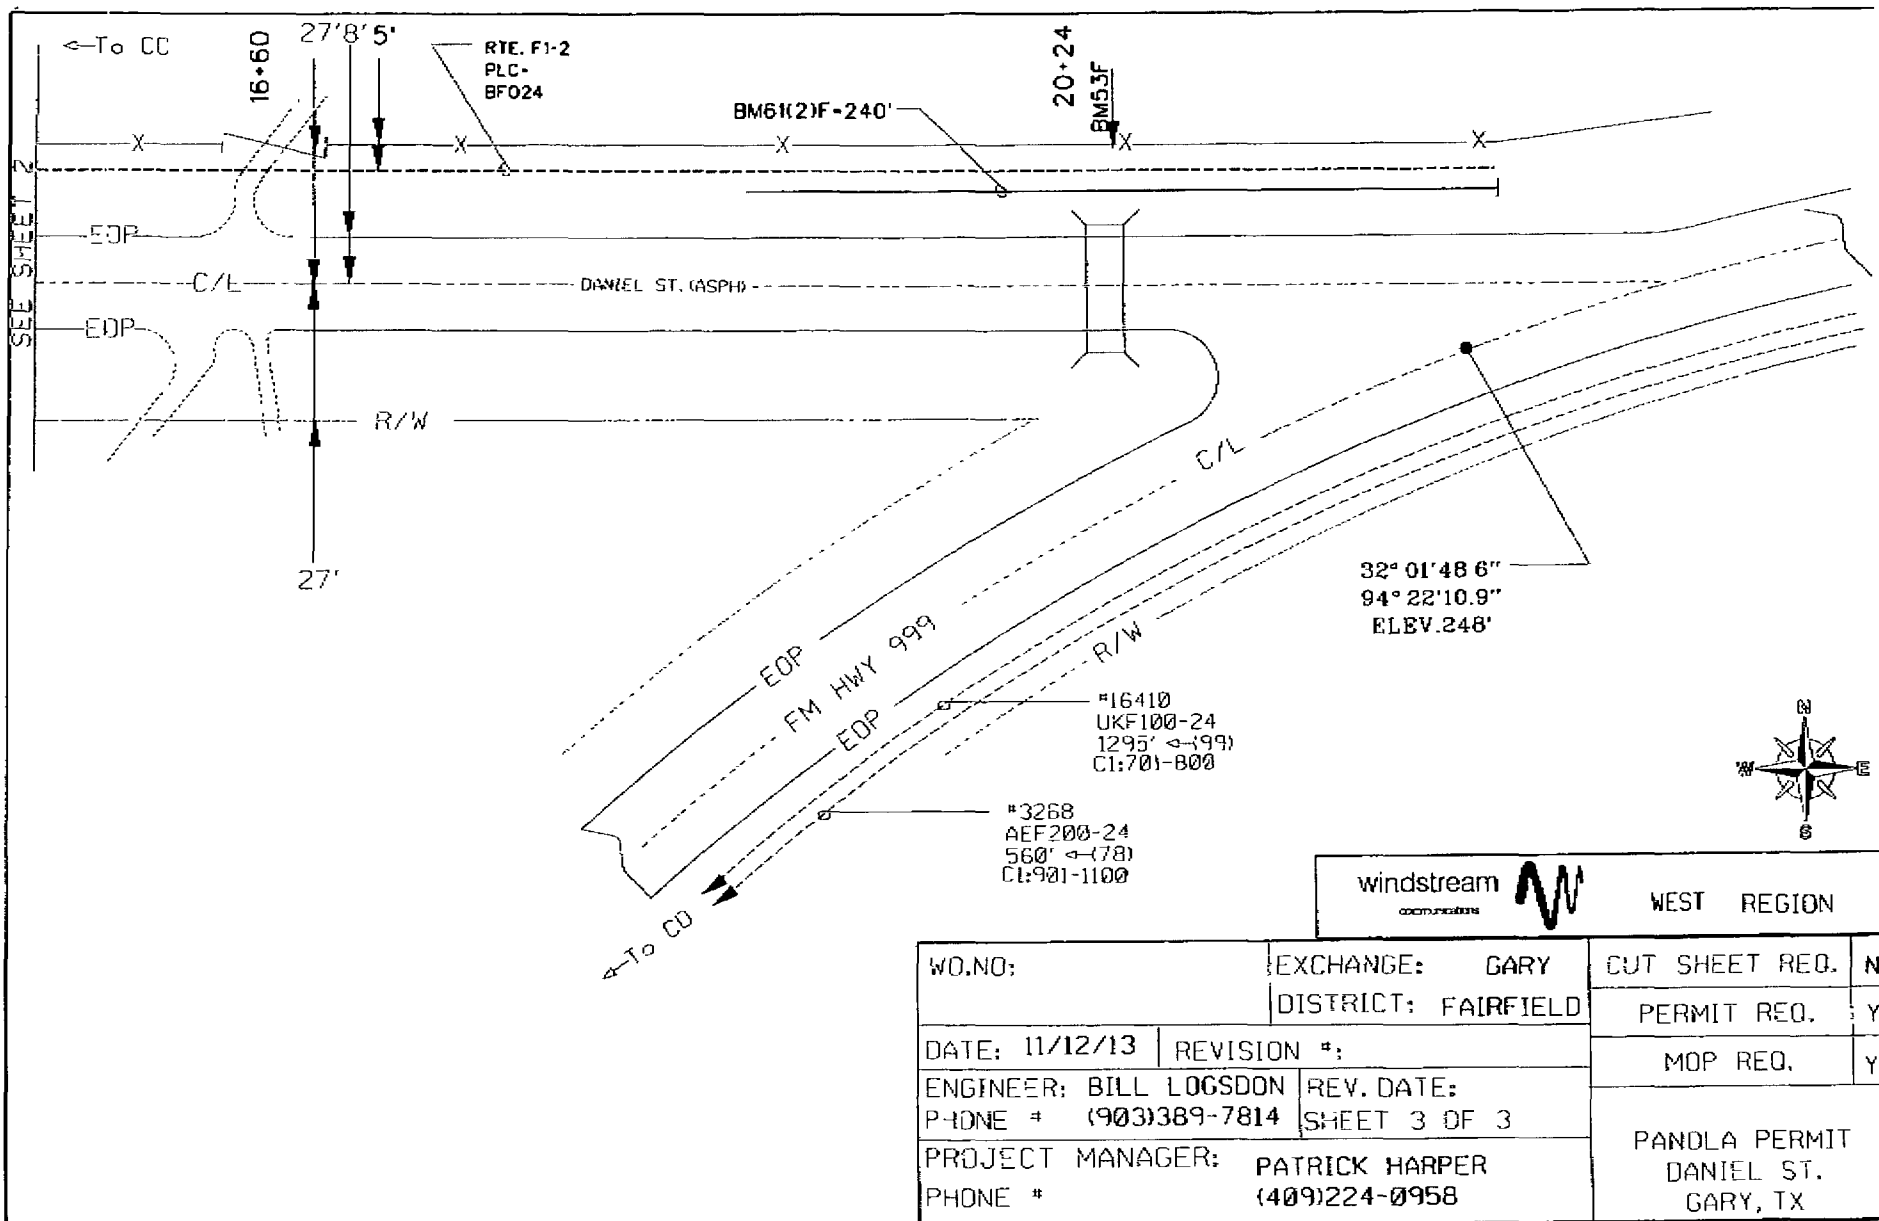 ←To CC
16+60
27' 8' 5'
RTE. F1-2
PLC-
BFO24
BM61(2)F-240'
20+24
BM53F
X X X X X
SEE SHEET 2
EOP
C/L
DANIEL ST. (ASPH)
EOP
R/W
27'
C/L
32° 01'48 6"
94° 22'10.9"
ELEV.248'
EOP
FM HWY 999
EOP
R/W
#16410
UKF100-24
1295' ←(99)
C1:701-800
#3268
AEF200-24
560' ←(78)
C1:901-1100
←To CD
N
W E
S
windstream
communications
WEST REGION
WO.NO:
EXCHANGE: GARY
DISTRICT: FAIRFIELD
CUT SHEET REQ. N
PERMIT REQ. Y
MOP REQ. Y
DATE: 11/12/13
REVISION #:
ENGINEER: BILL LOGSDON
PHONE # (903)389-7814
REV. DATE:
SHEET 3 OF 3
PROJECT MANAGER: PATRICK HARPER
PHONE # (409)224-0958
PANOLA PERMIT
DANIEL ST.
GARY, TX